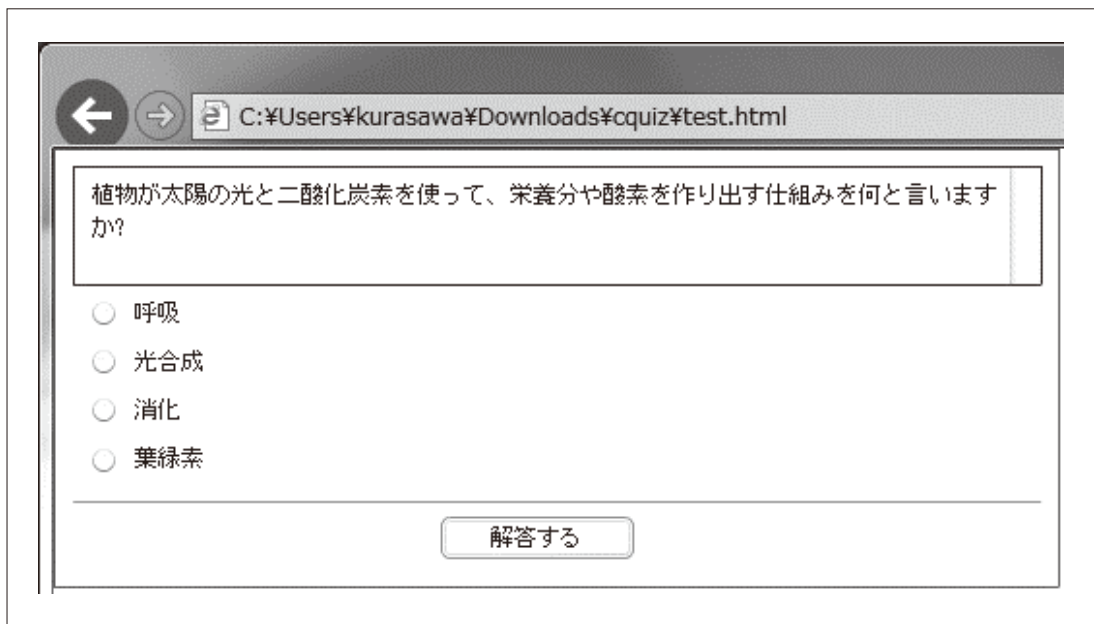 C:¥Users¥kurasawa¥Downloads¥cquiz¥test.html
植物が太陽の光と二酸化炭素を使って、栄養分や酸素を作り出す仕組みを何と言います
か?
呼吸
光合成
消化
葉緑素
解答する